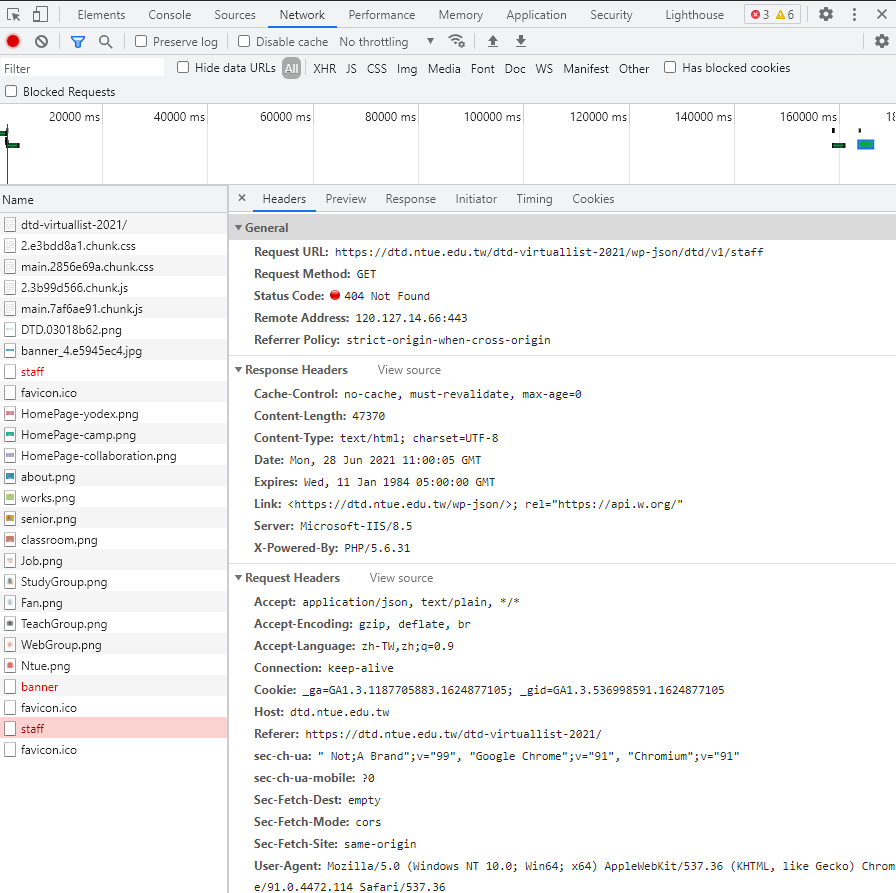 Elements Console Sources Network Performance Memory Application Security Lighthouse 3 6
Preserve log Disable cache No throttling
Filter Hide data URLs All XHR JS CSS Img Media Font Doc WS Manifest Other Has blocked cookies
Blocked Requests
20000 ms 40000 ms 60000 ms 80000 ms 100000 ms 120000 ms 140000 ms 160000 ms 18
Name
dtd-virtuallist-2021/
2.e3bdd8a1.chunk.css
main.2856e69a.chunk.css
2.3b99d566.chunk.js
main.7af6ae91.chunk.js
DTD.03018b62.png
banner_4.e5945ec4.jpg
staff
favicon.ico
HomePage-yodex.png
HomePage-camp.png
HomePage-collaboration.png
about.png
works.png
senior.png
classroom.png
Job.png
StudyGroup.png
Fan.png
TeachGroup.png
WebGroup.png
Ntue.png
banner
favicon.ico
staff
favicon.ico
Headers Preview Response Initiator Timing Cookies
General
Request URL: https://dtd.ntue.edu.tw/dtd-virtuallist-2021/wp-json/dtd/v1/staff
Request Method: GET
Status Code: 404 Not Found
Remote Address: 120.127.14.66:443
Referrer Policy: strict-origin-when-cross-origin
Response Headers View source
Cache-Control: no-cache, must-revalidate, max-age=0
Content-Length: 47370
Content-Type: text/html; charset=UTF-8
Date: Mon, 28 Jun 2021 11:00:05 GMT
Expires: Wed, 11 Jan 1984 05:00:00 GMT
Link: <https://dtd.ntue.edu.tw/wp-json/>; rel="https://api.w.org/"
Server: Microsoft-IIS/8.5
X-Powered-By: PHP/5.6.31
Request Headers View source
Accept: application/json, text/plain, */*
Accept-Encoding: gzip, deflate, br
Accept-Language: zh-TW,zh;q=0.9
Connection: keep-alive
Cookie: _ga=GA1.3.1187705883.1624877105; _gid=GA1.3.536998591.1624877105
Host: dtd.ntue.edu.tw
Referer: https://dtd.ntue.edu.tw/dtd-virtuallist-2021/
sec-ch-ua: " Not;A Brand";v="99", "Google Chrome";v="91", "Chromium";v="91"
sec-ch-ua-mobile: ?0
Sec-Fetch-Dest: empty
Sec-Fetch-Mode: cors
Sec-Fetch-Site: same-origin
User-Agent: Mozilla/5.0 (Windows NT 10.0; Win64; x64) AppleWebKit/537.36 (KHTML, like Gecko) Chrom
e/91.0.4472.114 Safari/537.36